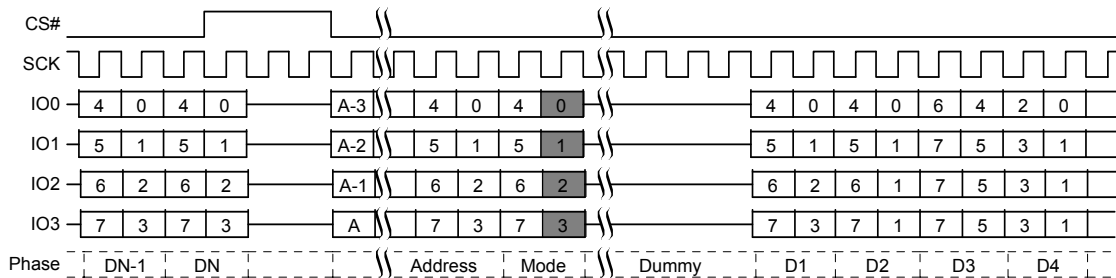 CS#
SCK
IO0 4 0 4 0 A-3 4 0 4 0 4 0 4 0 6 4 2 0
IO1 5 1 5 1 A-2 5 1 5 1 5 1 5 1 7 5 3 1
IO2 6 2 6 2 A-1 6 2 6 2 6 2 6 1 7 5 3 1
IO3 7 3 7 3 A 7 3 7 3 7 3 7 1 7 5 3 1
Phase DN-1 DN Address Mode Dummy D1 D2 D3 D4